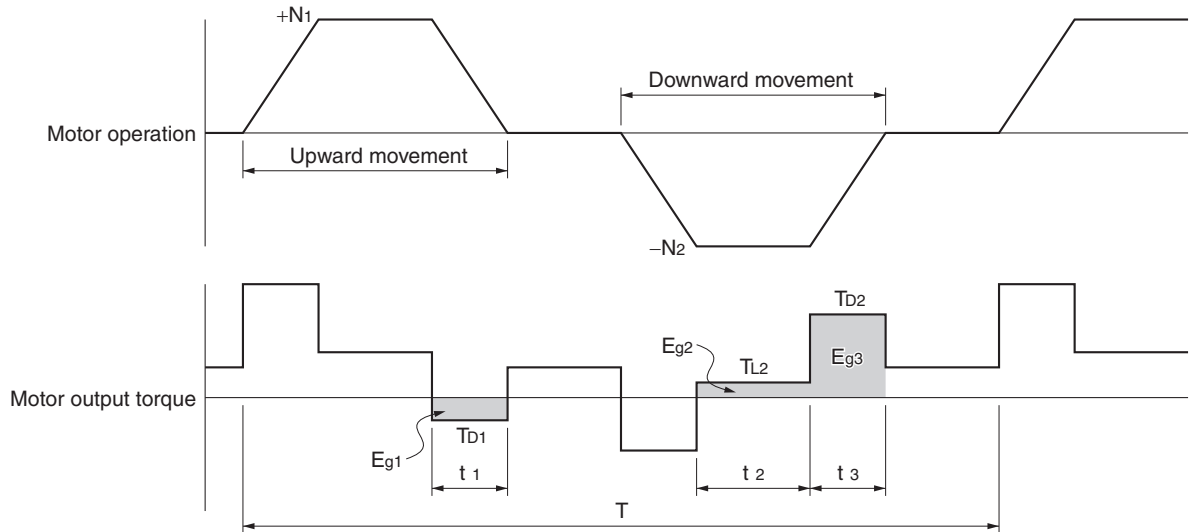 +N1
Downward movement
Motor operation
Upward movement
–N2
TD2
Eg2
TL2
Eg3
Motor output torque
TD1
Eg1
t 1
t 2
t 3
T